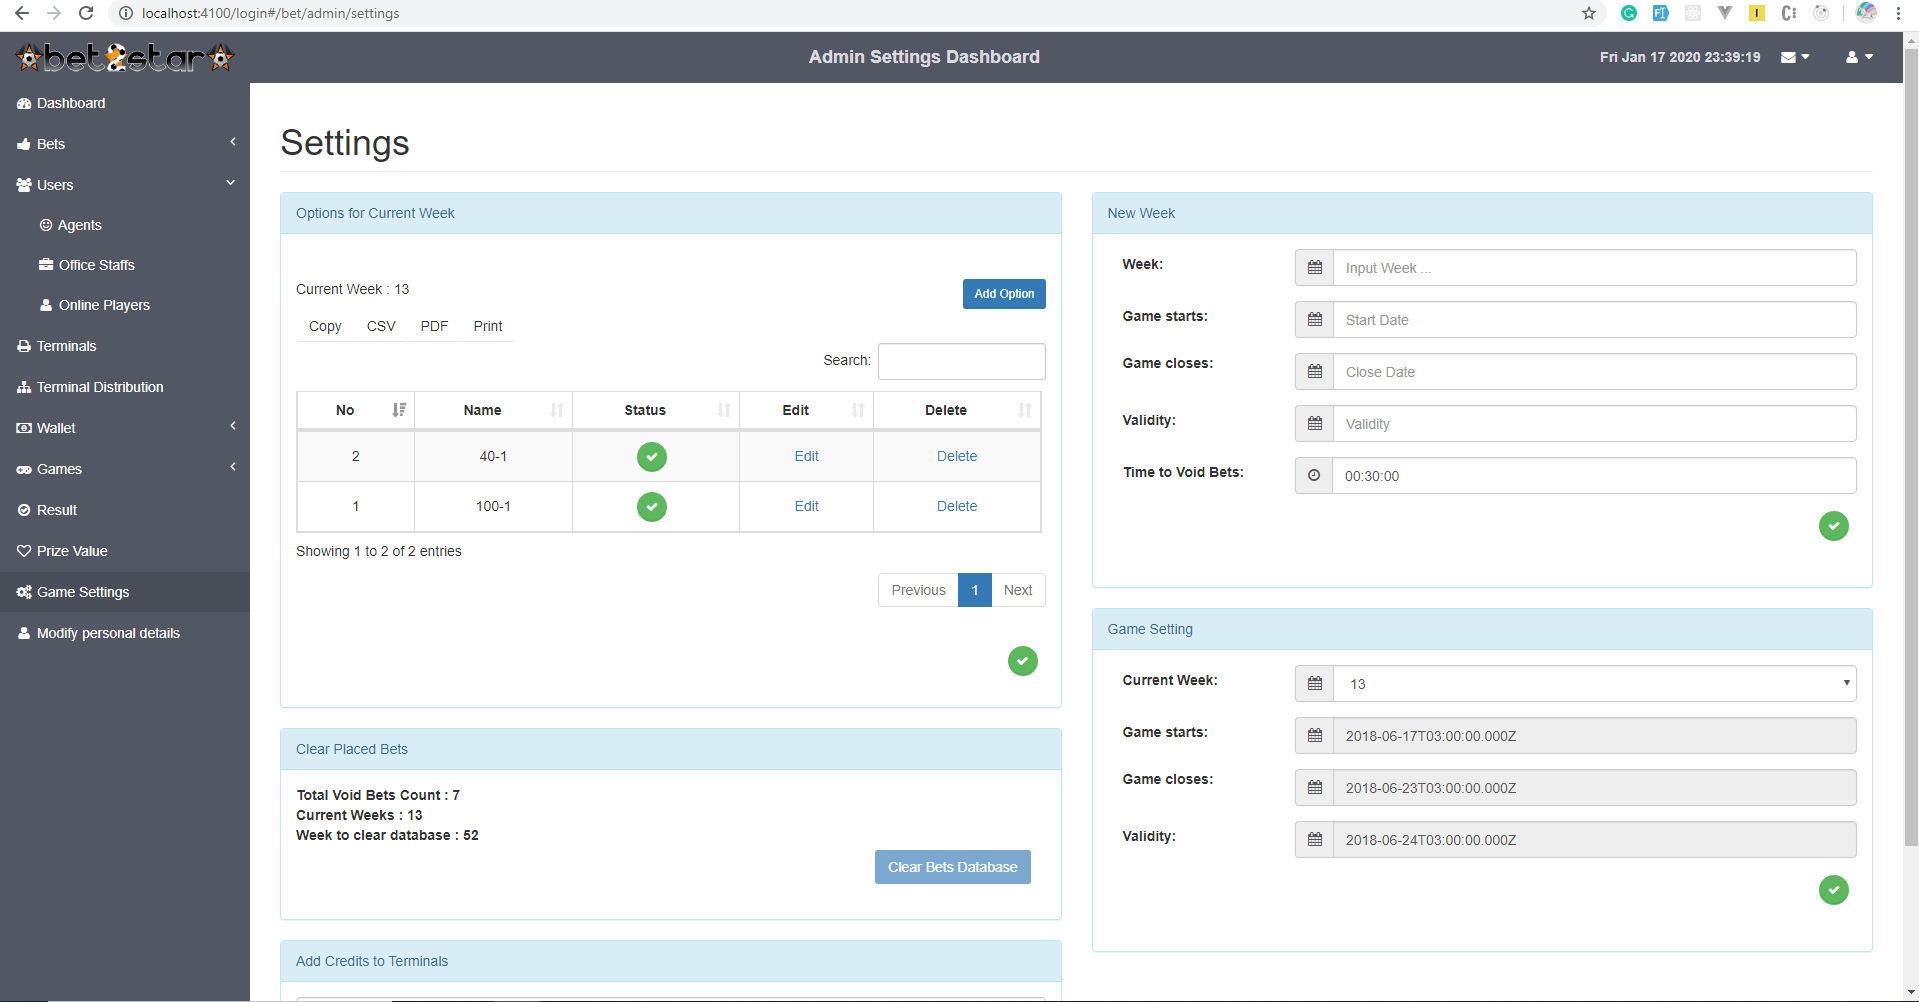 localhost:4100/login#/bet/admin/settings
bet2star
Admin Settings Dashboard
Fri Jan 17 2020 23:39:19
Dashboard
Bets
Users
Agents
Office Staffs
Online Players
Terminals
Terminal Distribution
Wallet
Games
Result
Prize Value
Game Settings
Modify personal details
Settings
Options for Current Week
Current Week : 13
Add Option
Copy CSV PDF Print
Search:
No Name Status Edit Delete
2 40-1 Edit Delete
1 100-1 Edit Delete
Showing 1 to 2 of 2 entries
Previous 1 Next
Clear Placed Bets
Total Void Bets Count : 7
Current Weeks : 13
Week to clear database : 52
Clear Bets Database
Add Credits to Terminals
New Week
Week: Input Week ...
Game starts: Start Date
Game closes: Close Date
Validity: Validity
Time to Void Bets: 00:30:00
Game Setting
Current Week: 13
Game starts: 2018-06-17T03:00:00.000Z
Game closes: 2018-06-23T03:00:00.000Z
Validity: 2018-06-24T03:00:00.000Z